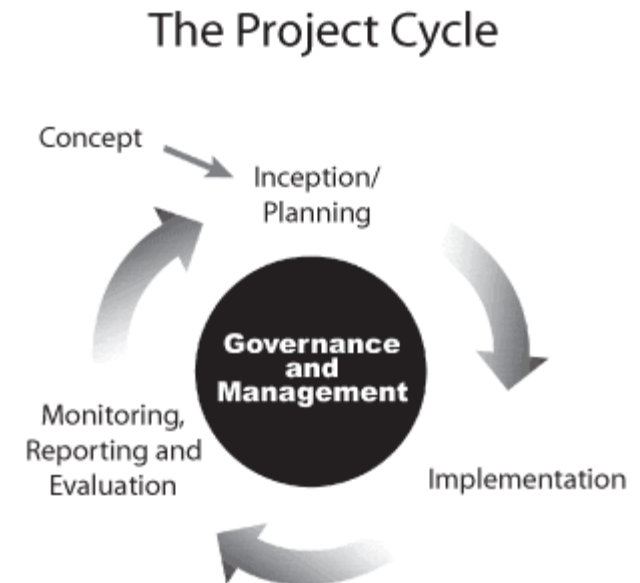 The Project Cycle
Concept
Inception/
Planning
Governance
and
Management
Monitoring,
Reporting and
Evaluation
Implementation